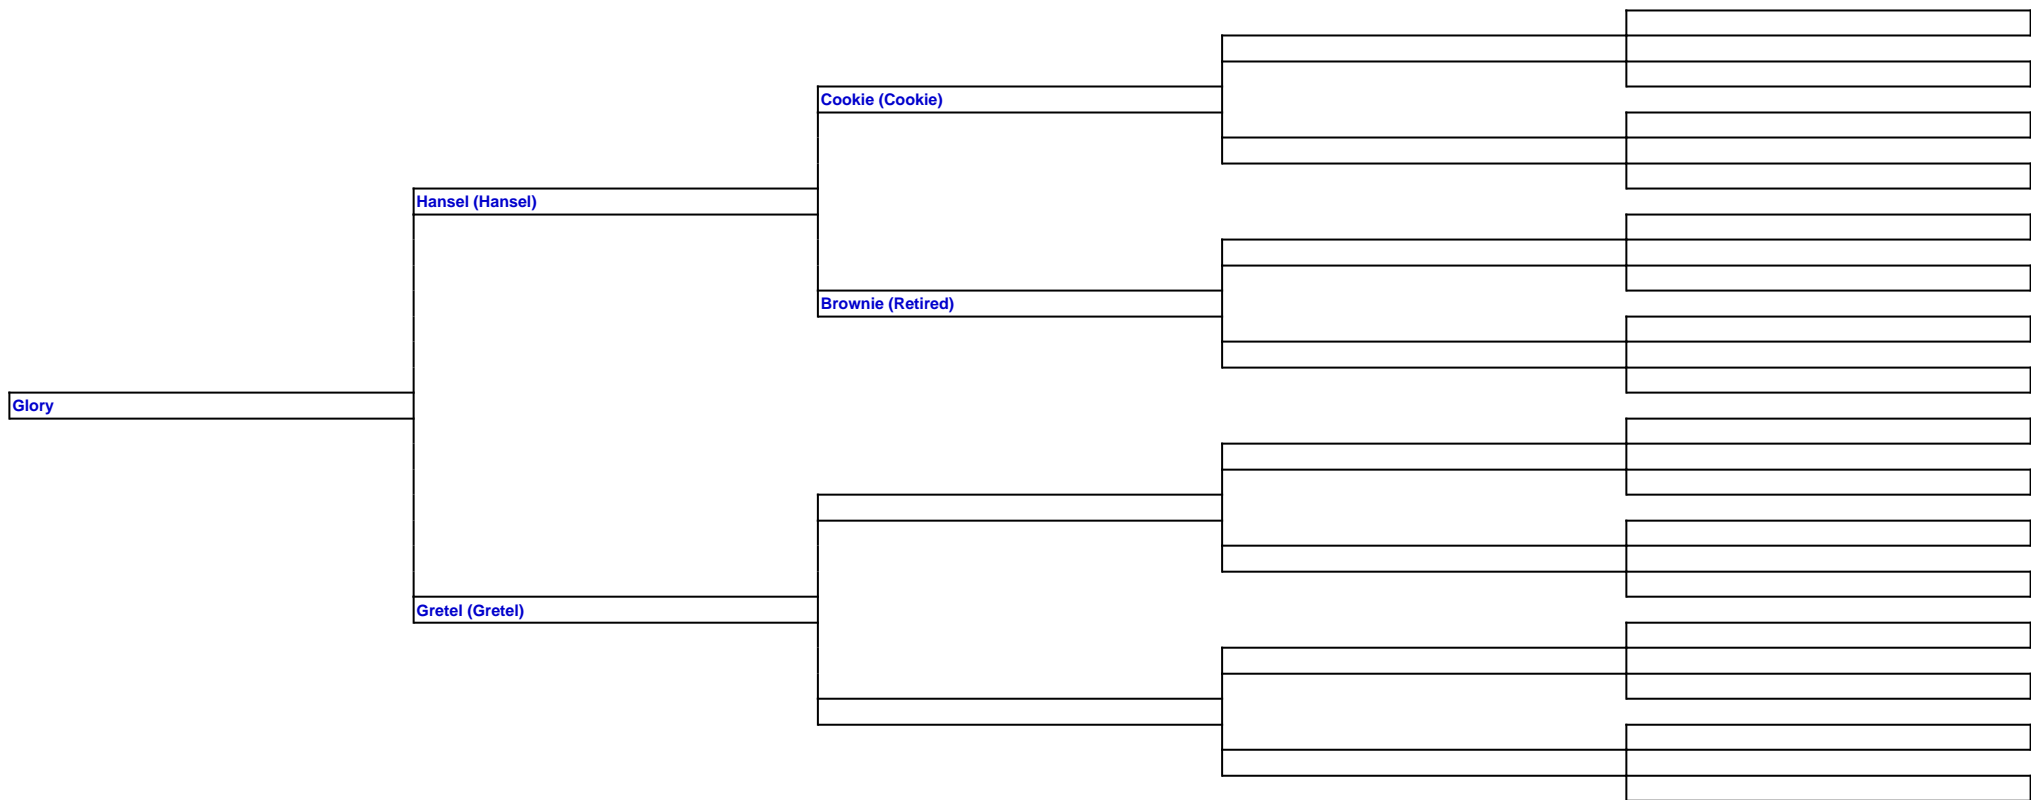 Cookie (Cookie)
Hansel (Hansel)
Brownie (Retired)
Glory
Gretel (Gretel)